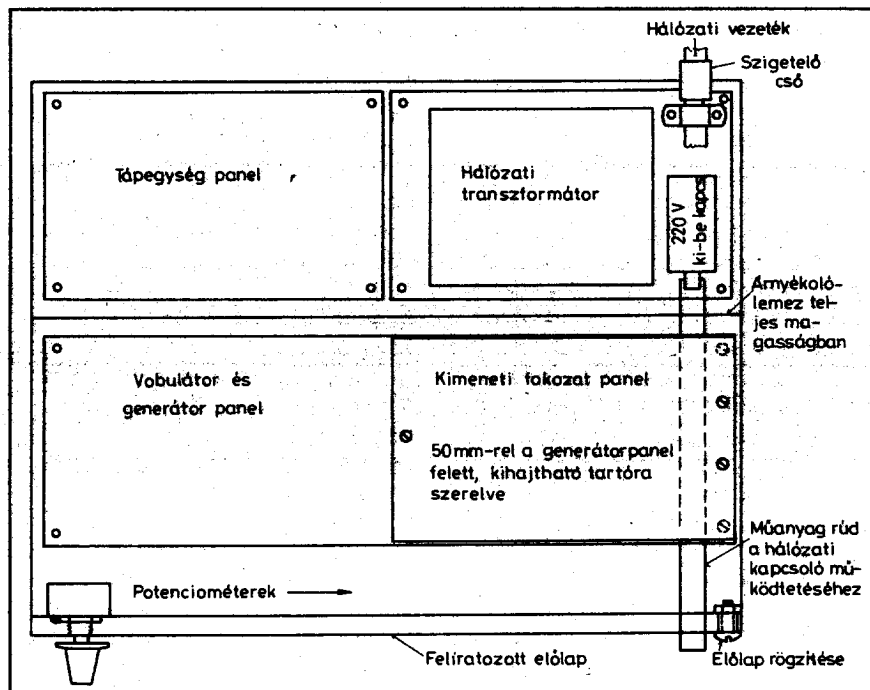 Hálózati vezeték
Szigetelő
cső
Tápegység panel
Hálózati
transzformátor
220 V
ki-be kapcs
Árnyékoló-
lemez tel-
jes ma-
gasságban
Vobulátor és
generátor panel
Kimeneti fokozat panel
50mm-rel a generátorpanel
felett, kihajtható tartóra
szerelve
Műanyag rúd
a hálózati
kapcsoló mű-
ködtetéséhez
Potenciométerek
Felíratozott előlap
Előlap rögzítése